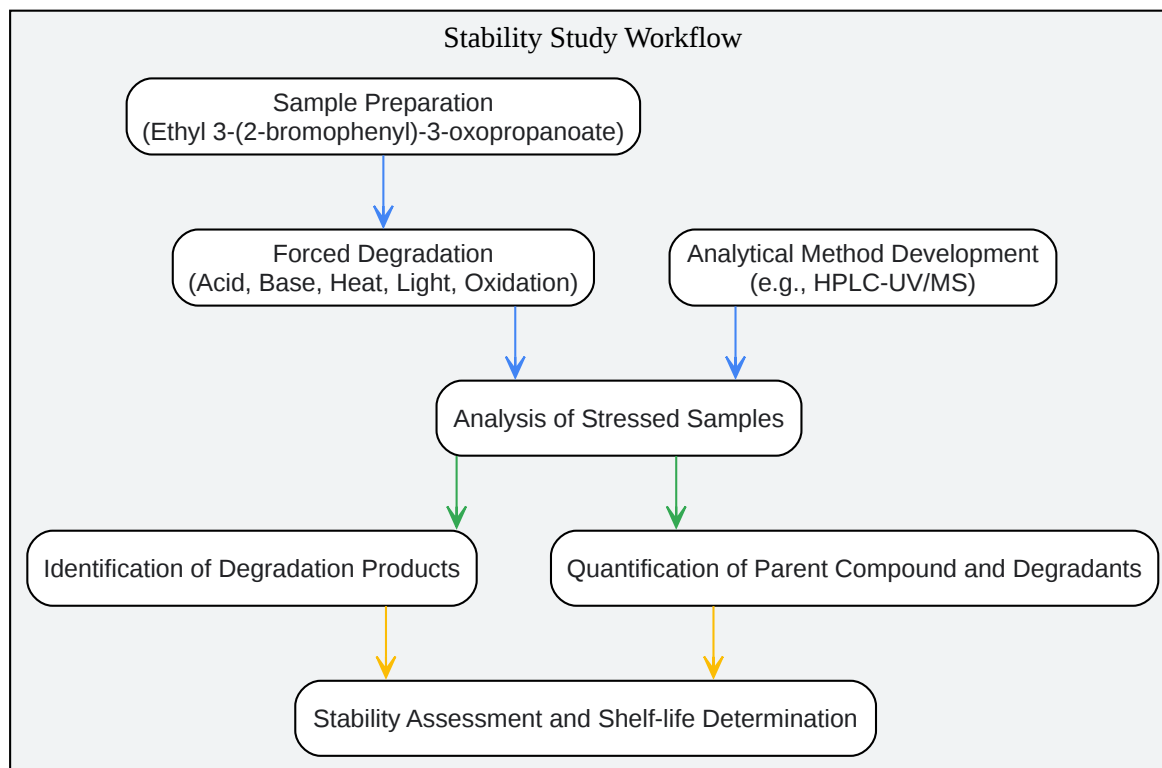 Stability Study Workflow
Sample Preparation
(Ethyl 3-(2-bromophenyl)-3-oxopropanoate)
Forced Degradation
(Acid, Base, Heat, Light, Oxidation)
Analytical Method Development
(e.g., HPLC-UV/MS)
Analysis of Stressed Samples
Identification of Degradation Products
Quantification of Parent Compound and Degradants
Stability Assessment and Shelf-life Determination